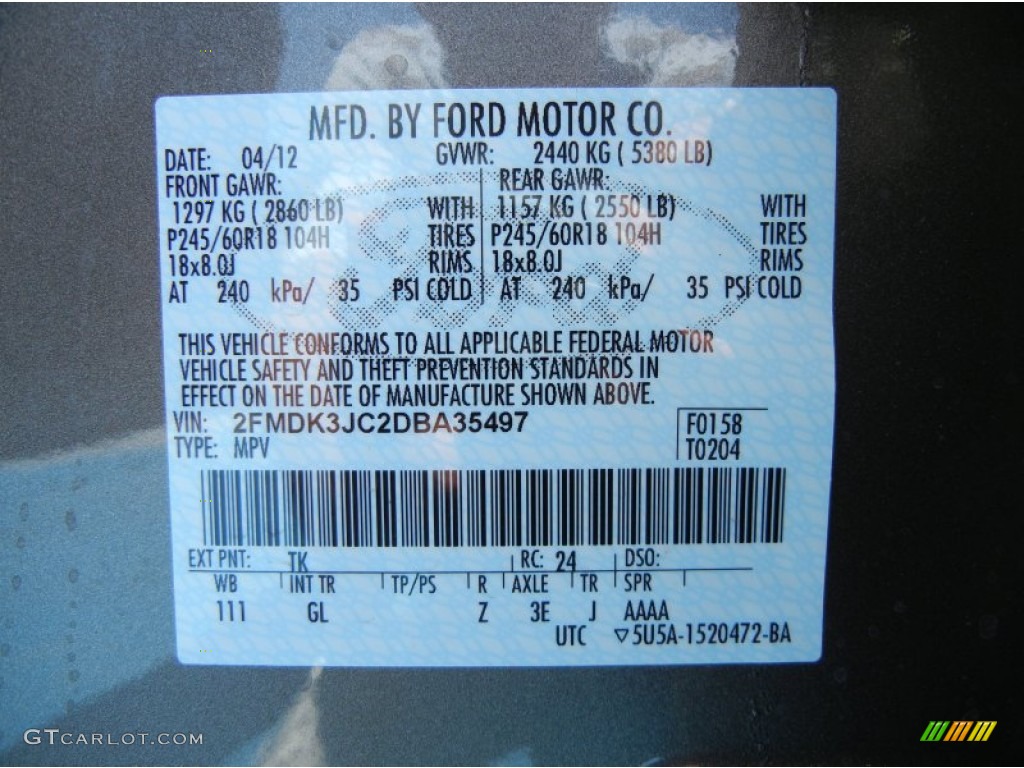 MFD. BY FORD MOTOR CO.
DATE: 04/12 GVWR: 2440 KG ( 5380 LB)
FRONT GAWR: REAR GAWR:
1297 KG ( 2860 LB) WITH 1157 KG ( 2550 LB) WITH
P245/60R18 104H TIRES P245/60R18 104H TIRES
18x8.0J RIMS 18x8.0J RIMS
AT 240 kPa/ 35 PSI COLD AT 240 kPa/ 35 PSI COLD
THIS VEHICLE CONFORMS TO ALL APPLICABLE FEDERAL MOTOR
VEHICLE SAFETY AND THEFT PREVENTION STANDARDS IN
EFFECT ON THE DATE OF MANUFACTURE SHOWN ABOVE.
VIN: 2FMDK3JC2DBA35497 F0158
TYPE: MPV T0204
EXT PNT: TK RC: 24 DSO:
WB INT TR TP/PS R AXLE TR SPR
111 GL Z 3E J AAAA
UTC ▽5U5A-1520472-BA
GTCARLOT.COM